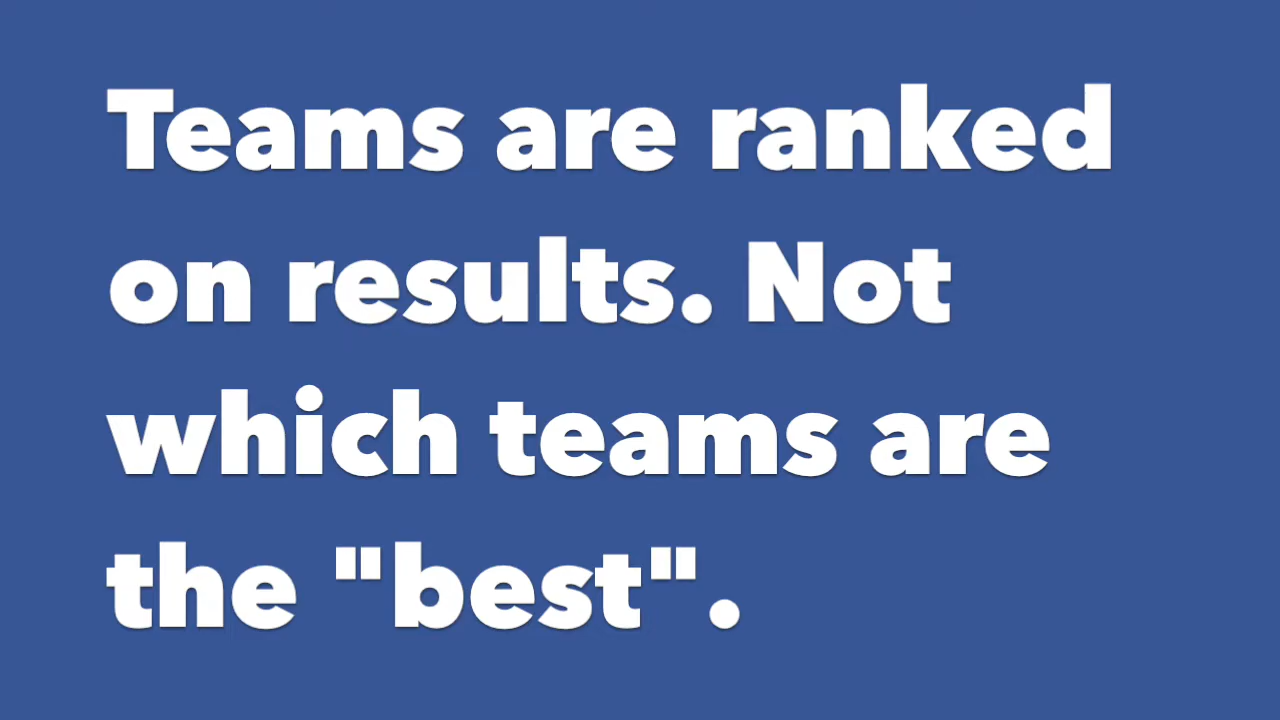 Teams are ranked
on results. Not
which teams are
the "best".